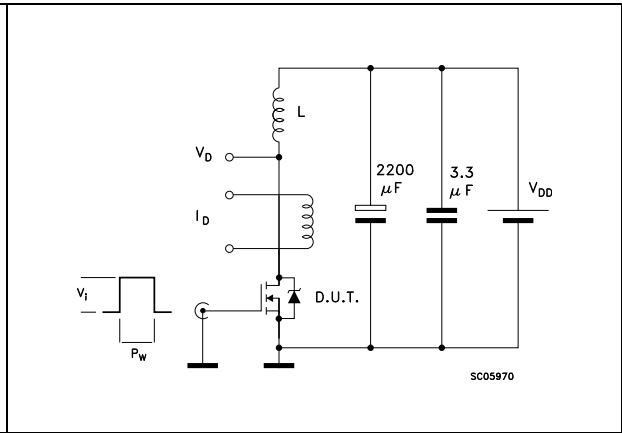 L
V_D
2200
μF
3.3
μF
V_DD
I_D
V_i
D.U.T.
P_W
SC05970